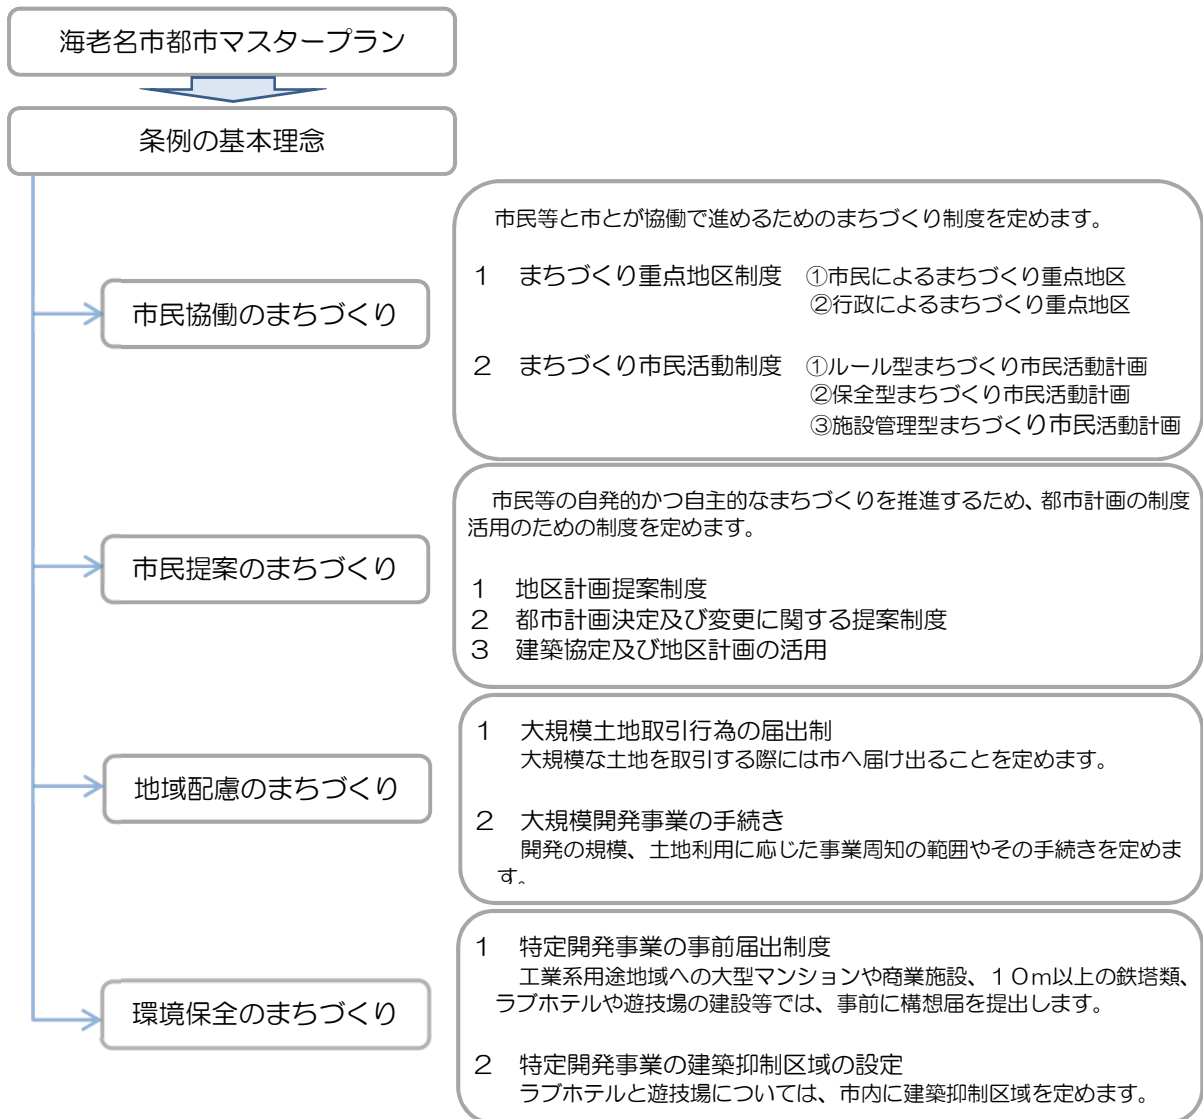 海老名市都市マスタープラン
条例の基本理念
市民協働のまちづくり
市民等と市とが協働で進めるためのまちづくり制度を定めます。
1 まちづくり重点地区制度 ①市民によるまちづくり重点地区
②行政によるまちづくり重点地区
2 まちづくり市民活動制度 ①ルール型まちづくり市民活動計画
②保全型まちづくり市民活動計画
③施設管理型まちづくり市民活動計画
市民提案のまちづくり
市民等の自発的かつ自主的なまちづくりを推進するため、都市計画の制度
活用のための制度を定めます。
1 地区計画提案制度
2 都市計画決定及び変更に関する提案制度
3 建築協定及び地区計画の活用
地域配慮のまちづくり
1 大規模土地取引行為の届出制
大規模な土地を取引する際には市へ届け出ることを定めます。
2 大規模開発事業の手続き
開発の規模、土地利用に応じた事業周知の範囲やその手続きを定めま
す。
環境保全のまちづくり
1 特定開発事業の事前届出制度
工業系用途地域への大型マンションや商業施設、10m以上の鉄塔類、
ラブホテルや遊技場の建設等では、事前に構想届を提出します。
2 特定開発事業の建築抑制区域の設定
ラブホテルと遊技場については、市内に建築抑制区域を定めます。